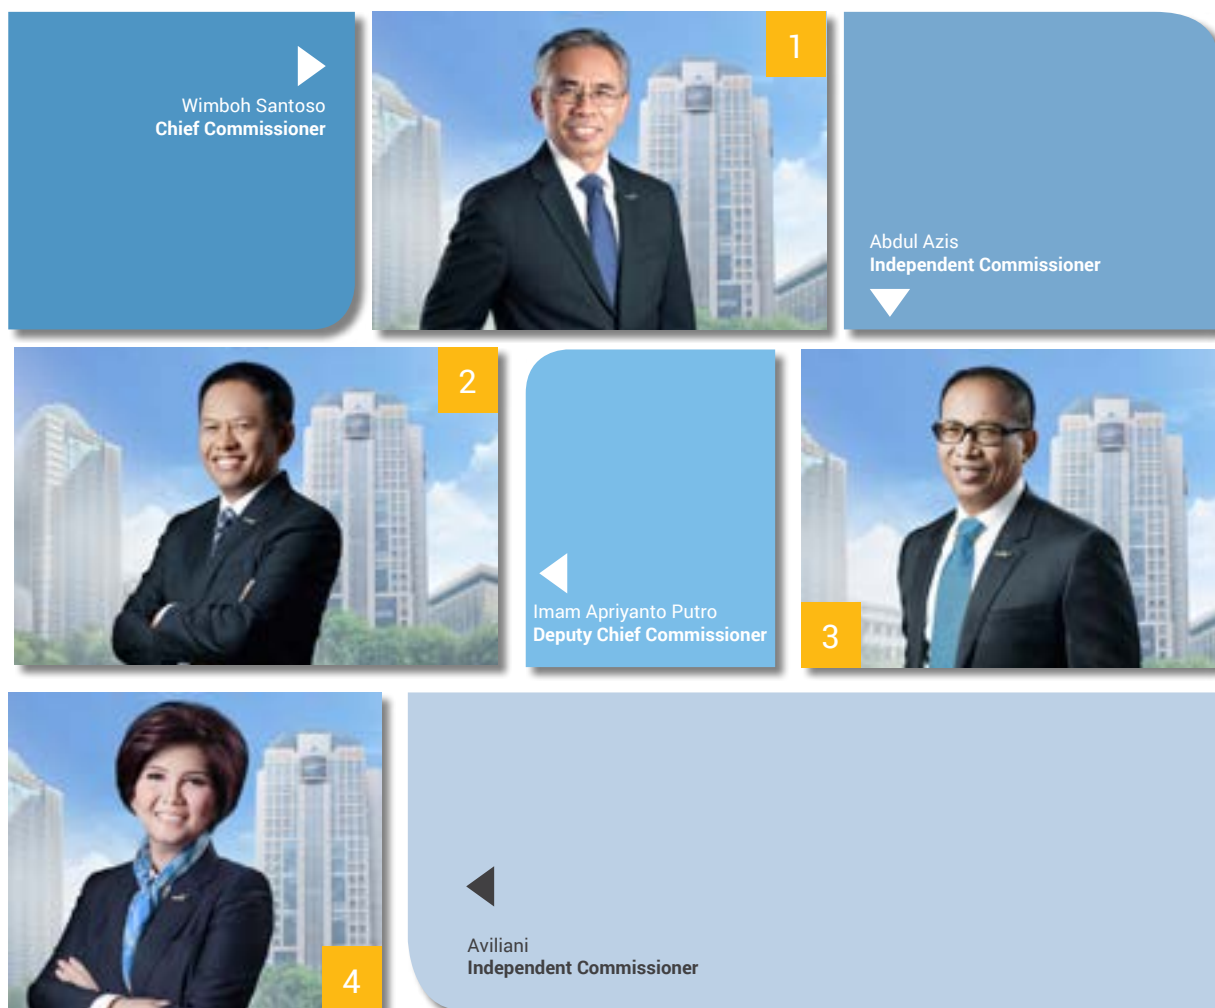 Wimboh Santoso
Chief Commissioner
1
Abdul Azis
Independent Commissioner
2
Imam Apriyanto Putro
Deputy Chief Commissioner
3
4
Aviliani
Independent Commissioner